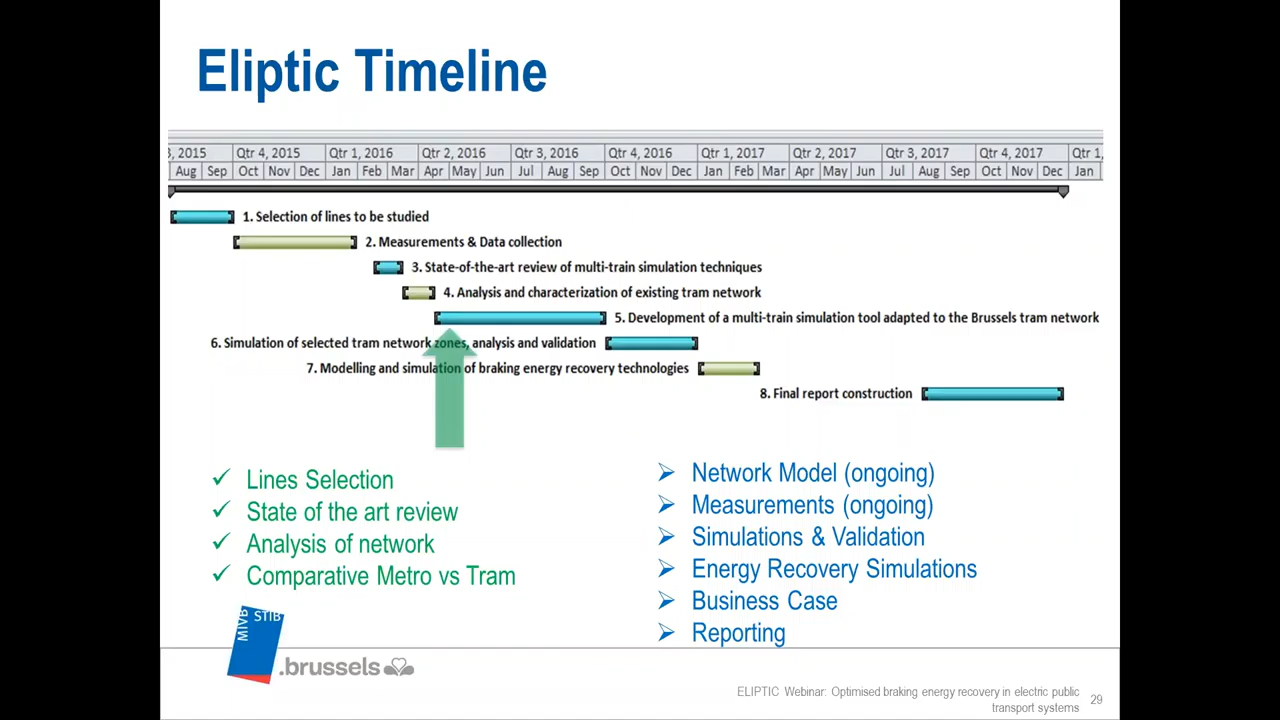 Eliptic Timeline
3, 2015 Qtr 4, 2015 Qtr 1, 2016 Qtr 2, 2016 Qtr 3, 2016 Qtr 4, 2016 Qtr 1, 2017 Qtr 2, 2017 Qtr 3, 2017 Qtr 4, 2017 Qtr 1,
Aug Sep Oct Nov Dec Jan Feb Mar Apr May Jun Jul Aug Sep Oct Nov Dec Jan Feb Mar Apr May Jun Jul Aug Sep Oct Nov Dec Jan
1. Selection of lines to be studied
2. Measurements & Data collection
3. State-of-the-art review of multi-train simulation techniques
4. Analysis and characterization of existing tram network
5. Development of a multi-train simulation tool adapted to the Brussels tram network
6. Simulation of selected tram network zones, analysis and validation
7. Modelling and simulation of braking energy recovery technologies
8. Final report construction
Lines Selection
State of the art review
Analysis of network
Comparative Metro vs Tram
Network Model (ongoing)
Measurements (ongoing)
Simulations & Validation
Energy Recovery Simulations
Business Case
Reporting
MIVB STIB
.brussels
ELIPTIC Webinar: Optimised braking energy recovery in electric public
transport systems
29